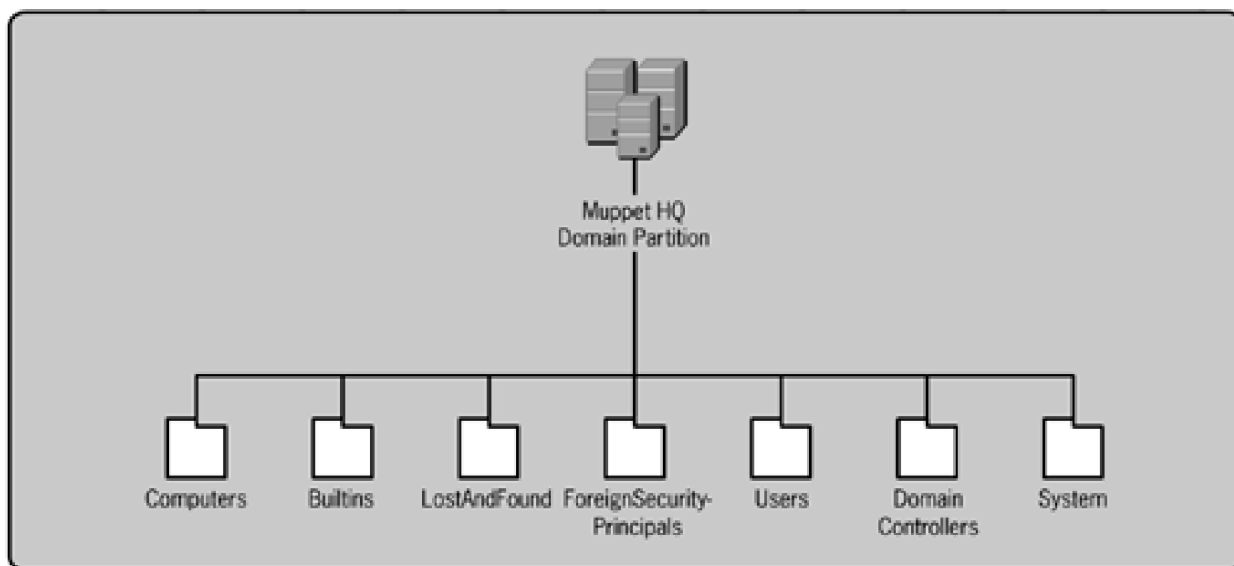 Muppet HQ
Domain Partition
Computers
Builtins
LostAndFound
ForeignSecurity-
Principals
Users
Domain
Controllers
System